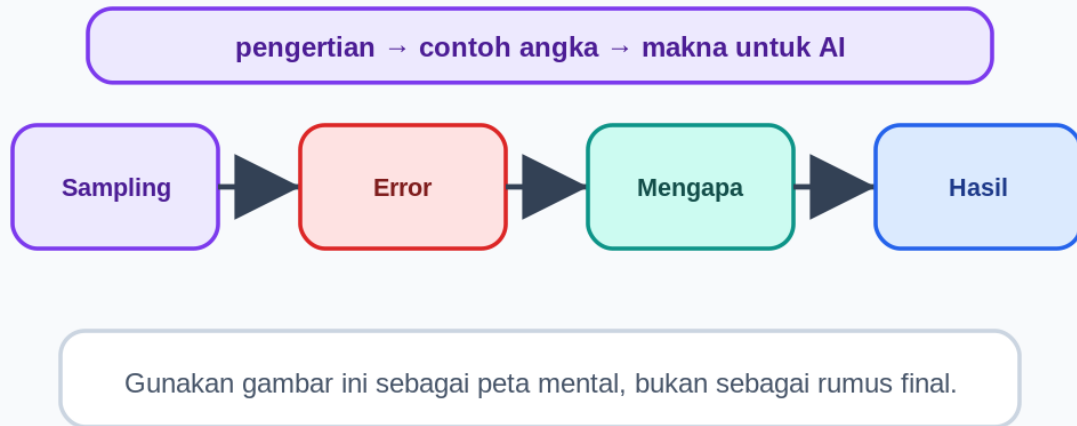 pengertian → contoh angka → makna untuk AI
Sampling
Error
Mengapa
Hasil
Gunakan gambar ini sebagai peta mental, bukan sebagai rumus final.